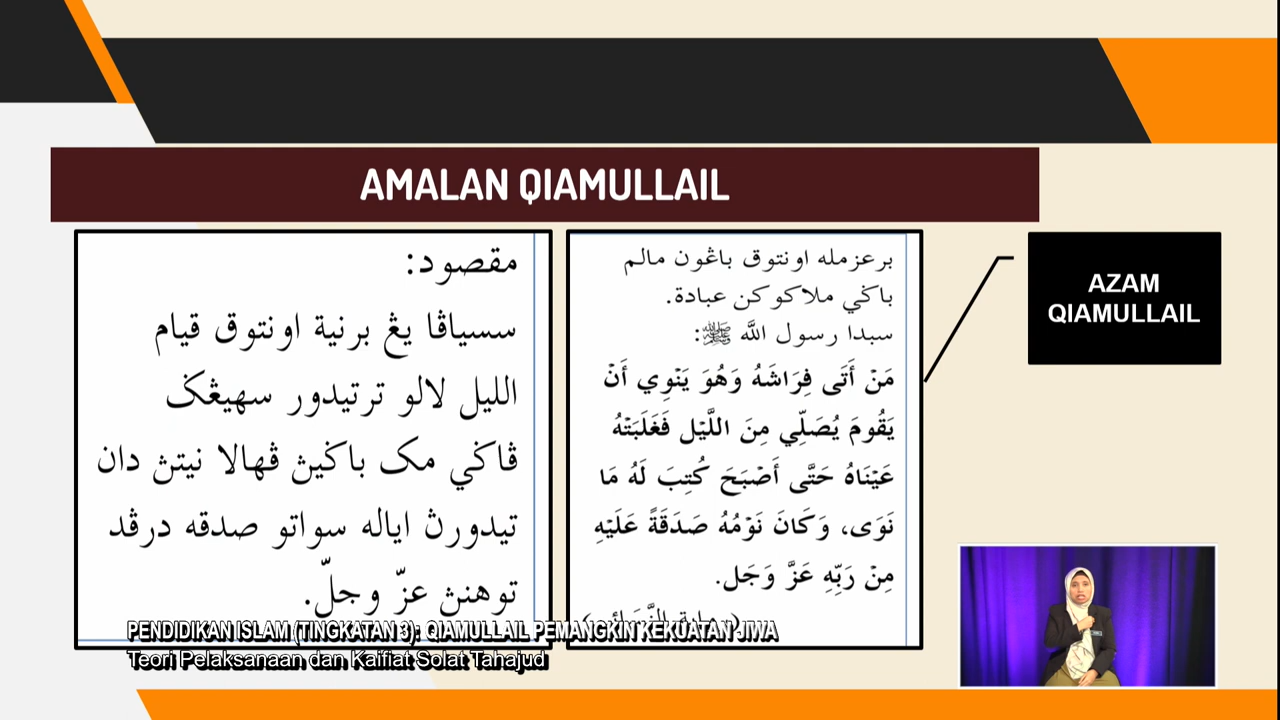 AMALAN QIAMULLAIL
مقصود:
سسياڤا يڠ برنية اونتوق قيام
الليل لالو ترتيدور سهيڠݢ
ڤاݢي مک باݢيڽ ڤهالا نيتڽ دان
تيدورڽ اياله سواتو صدقه درڤد
توهنڽ عزّ وجلّ.
برعزمله اونتوق باڠون مالم
باݢي ملاکوکن عبادة.
سبدا رسول الله ﷺ:
مَنْ أَتَى فِرَاشَهُ وَهُوَ يَنْوِي أَنْ
يَقُومَ يُصَلِّي مِنَ اللَّيْلِ فَغَلَبَتْهُ
عَيْنَاهُ حَتَّى أَصْبَحَ كُتِبَ لَهُ مَا
نَوَى، وَكَانَ نَوْمُهُ صَدَقَةً عَلَيْهِ
مِنْ رَبِّهِ عَزَّ وَجَل.
AZAM
QIAMULLAIL
PENDIDIKAN ISLAM (TINGKATAN 3): QIAMULLAIL PEMANGKIN KEKUATAN JIWA
Teori Pelaksanaan dan Kaifiat Solat Tahajud